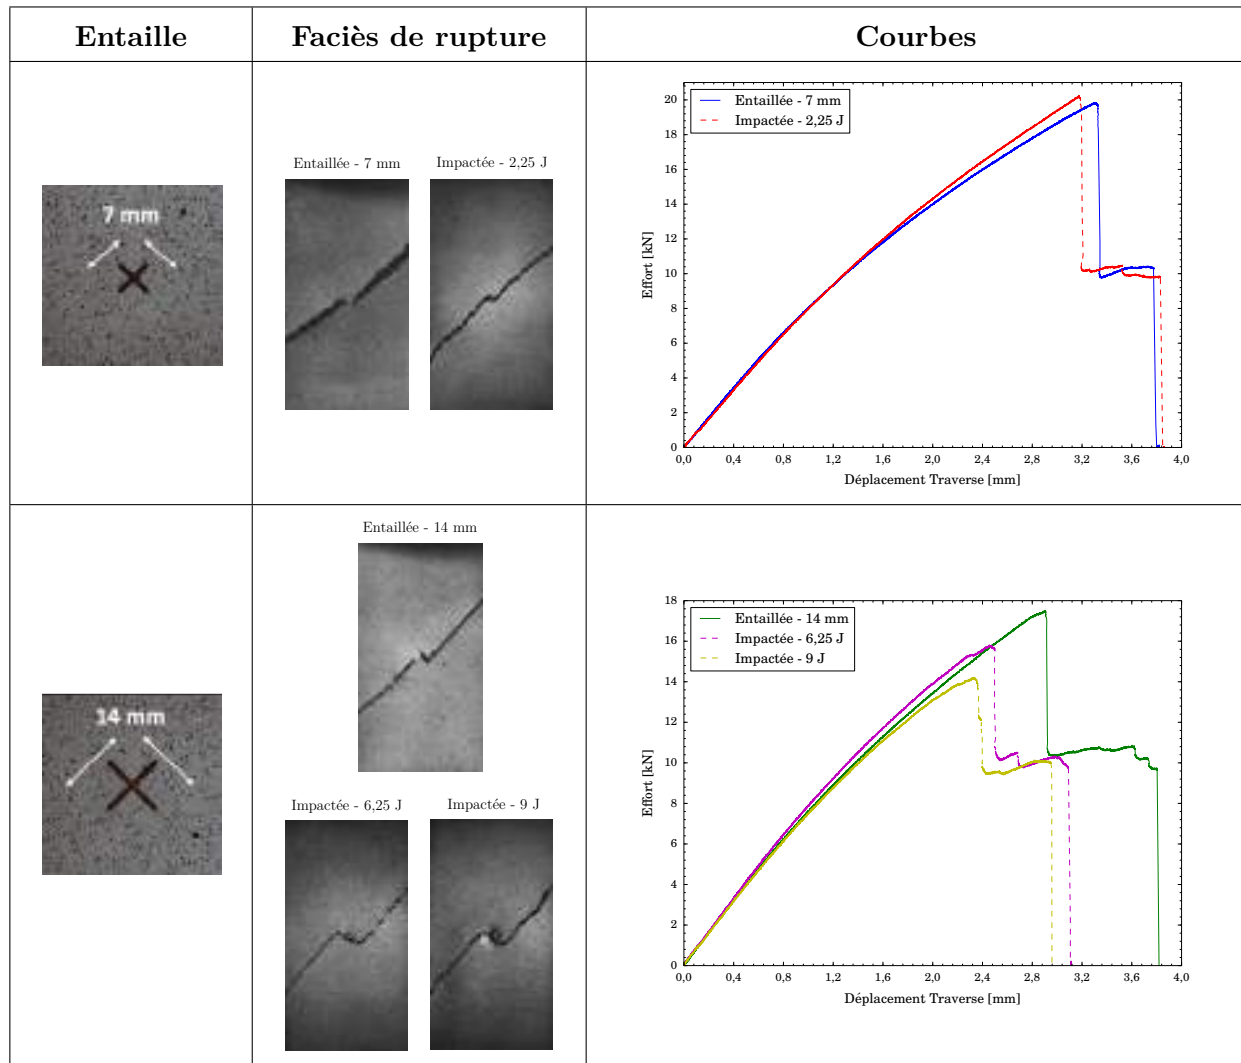 Entaille Faciès de rupture Courbes
7 mm
Entaillée - 7 mm Impactée - 2,25 J
Entaillée - 7 mm
Impactée - 2,25 J
Effort [kN]
20
18
16
14
12
10
8
6
4
2
0
0,0 0,4 0,8 1,2 1,6 2,0 2,4 2,8 3,2 3,6 4,0
Déplacement Traverse [mm]
14 mm
Entaillée - 14 mm
Impactée - 6,25 J Impactée - 9 J
Entaillée - 14 mm
Impactée - 6,25 J
Impactée - 9 J
Effort [kN]
18
16
14
12
10
8
6
4
2
0
0,0 0,4 0,8 1,2 1,6 2,0 2,4 2,8 3,2 3,6 4,0
Déplacement Traverse [mm]